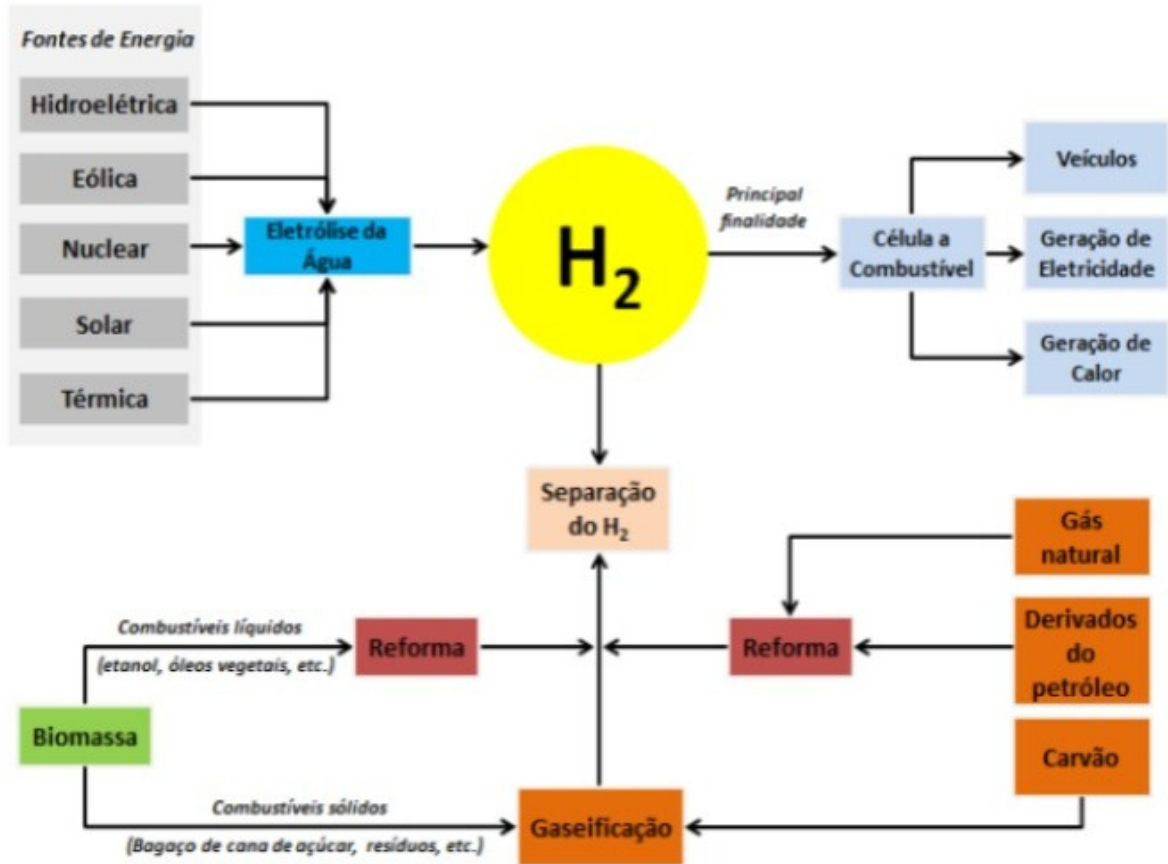 Fontes de Energia
Hidroelétrica
Eólica
Nuclear
Solar
Térmica
Eletrólise da
Água
H2
Principal
finalidade
Célula a
Combustível
Veículos
Geração de
Eletricidade
Geração de
Calor
Separação
do H2
Gás
natural
Derivados
do
petróleo
Carvão
Combustíveis líquidos
(etanol, óleos vegetais, etc.)
Reforma
Reforma
Biomassa
Combustíveis sólidos
(Bagaço de cana de açúcar, resíduos, etc.)
Gaseificação